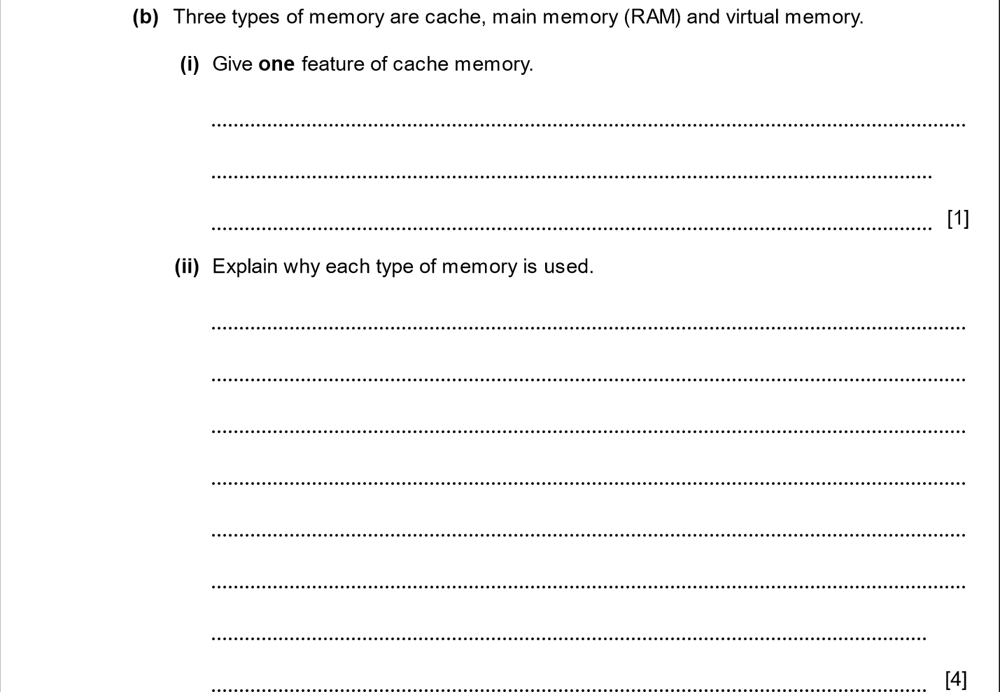 (b) Three types of memory are cache, main memory (RAM) and virtual memory.
(i) Give one feature of cache memory.
[1]
(ii) Explain why each type of memory is used.
[4]